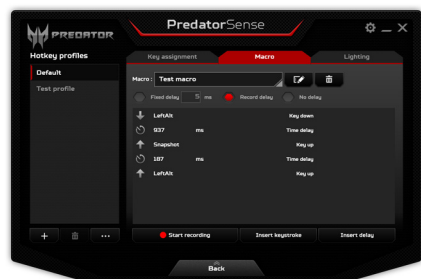 PREDATOR
PredatorSense
Hotkey profiles
Default
Test profile
Key assignment
Macro
Lighting
Macro : Test macro
Fixed delay 5 ms Record delay No delay
LeftAlt Key down
937 ms Time delay
Snapshot Key up
187 ms Time delay
LeftAlt Key up
Start recording
Insert keystroke
Insert delay
Back